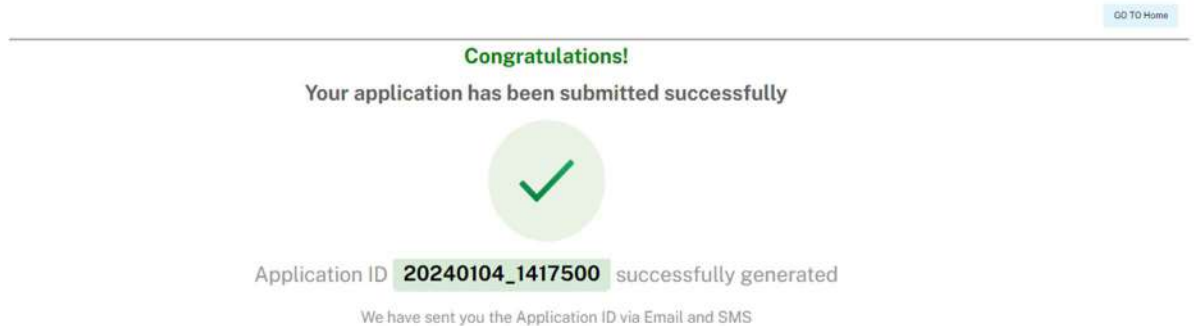 GO TO Home
Congratulations!
Your application has been submitted successfully
Application ID 20240104_1417500 successfully generated
We have sent you the Application ID via Email and SMS